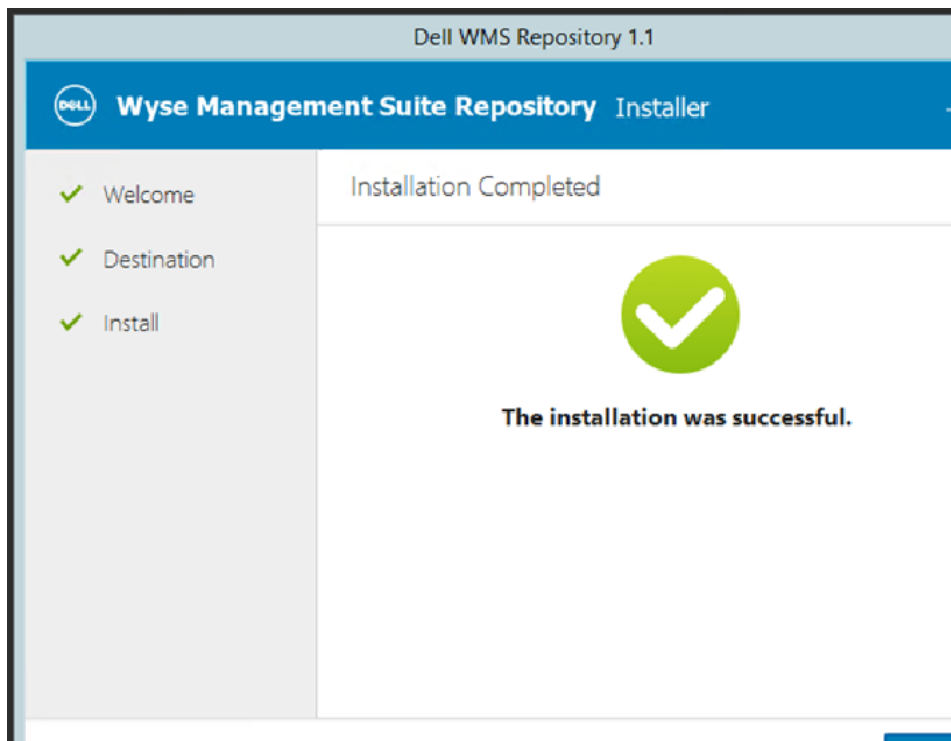 Dell WMS Repository 1.1
DELL Wyse Management Suite Repository Installer
Welcome
Destination
Install
Installation Completed
The installation was successful.